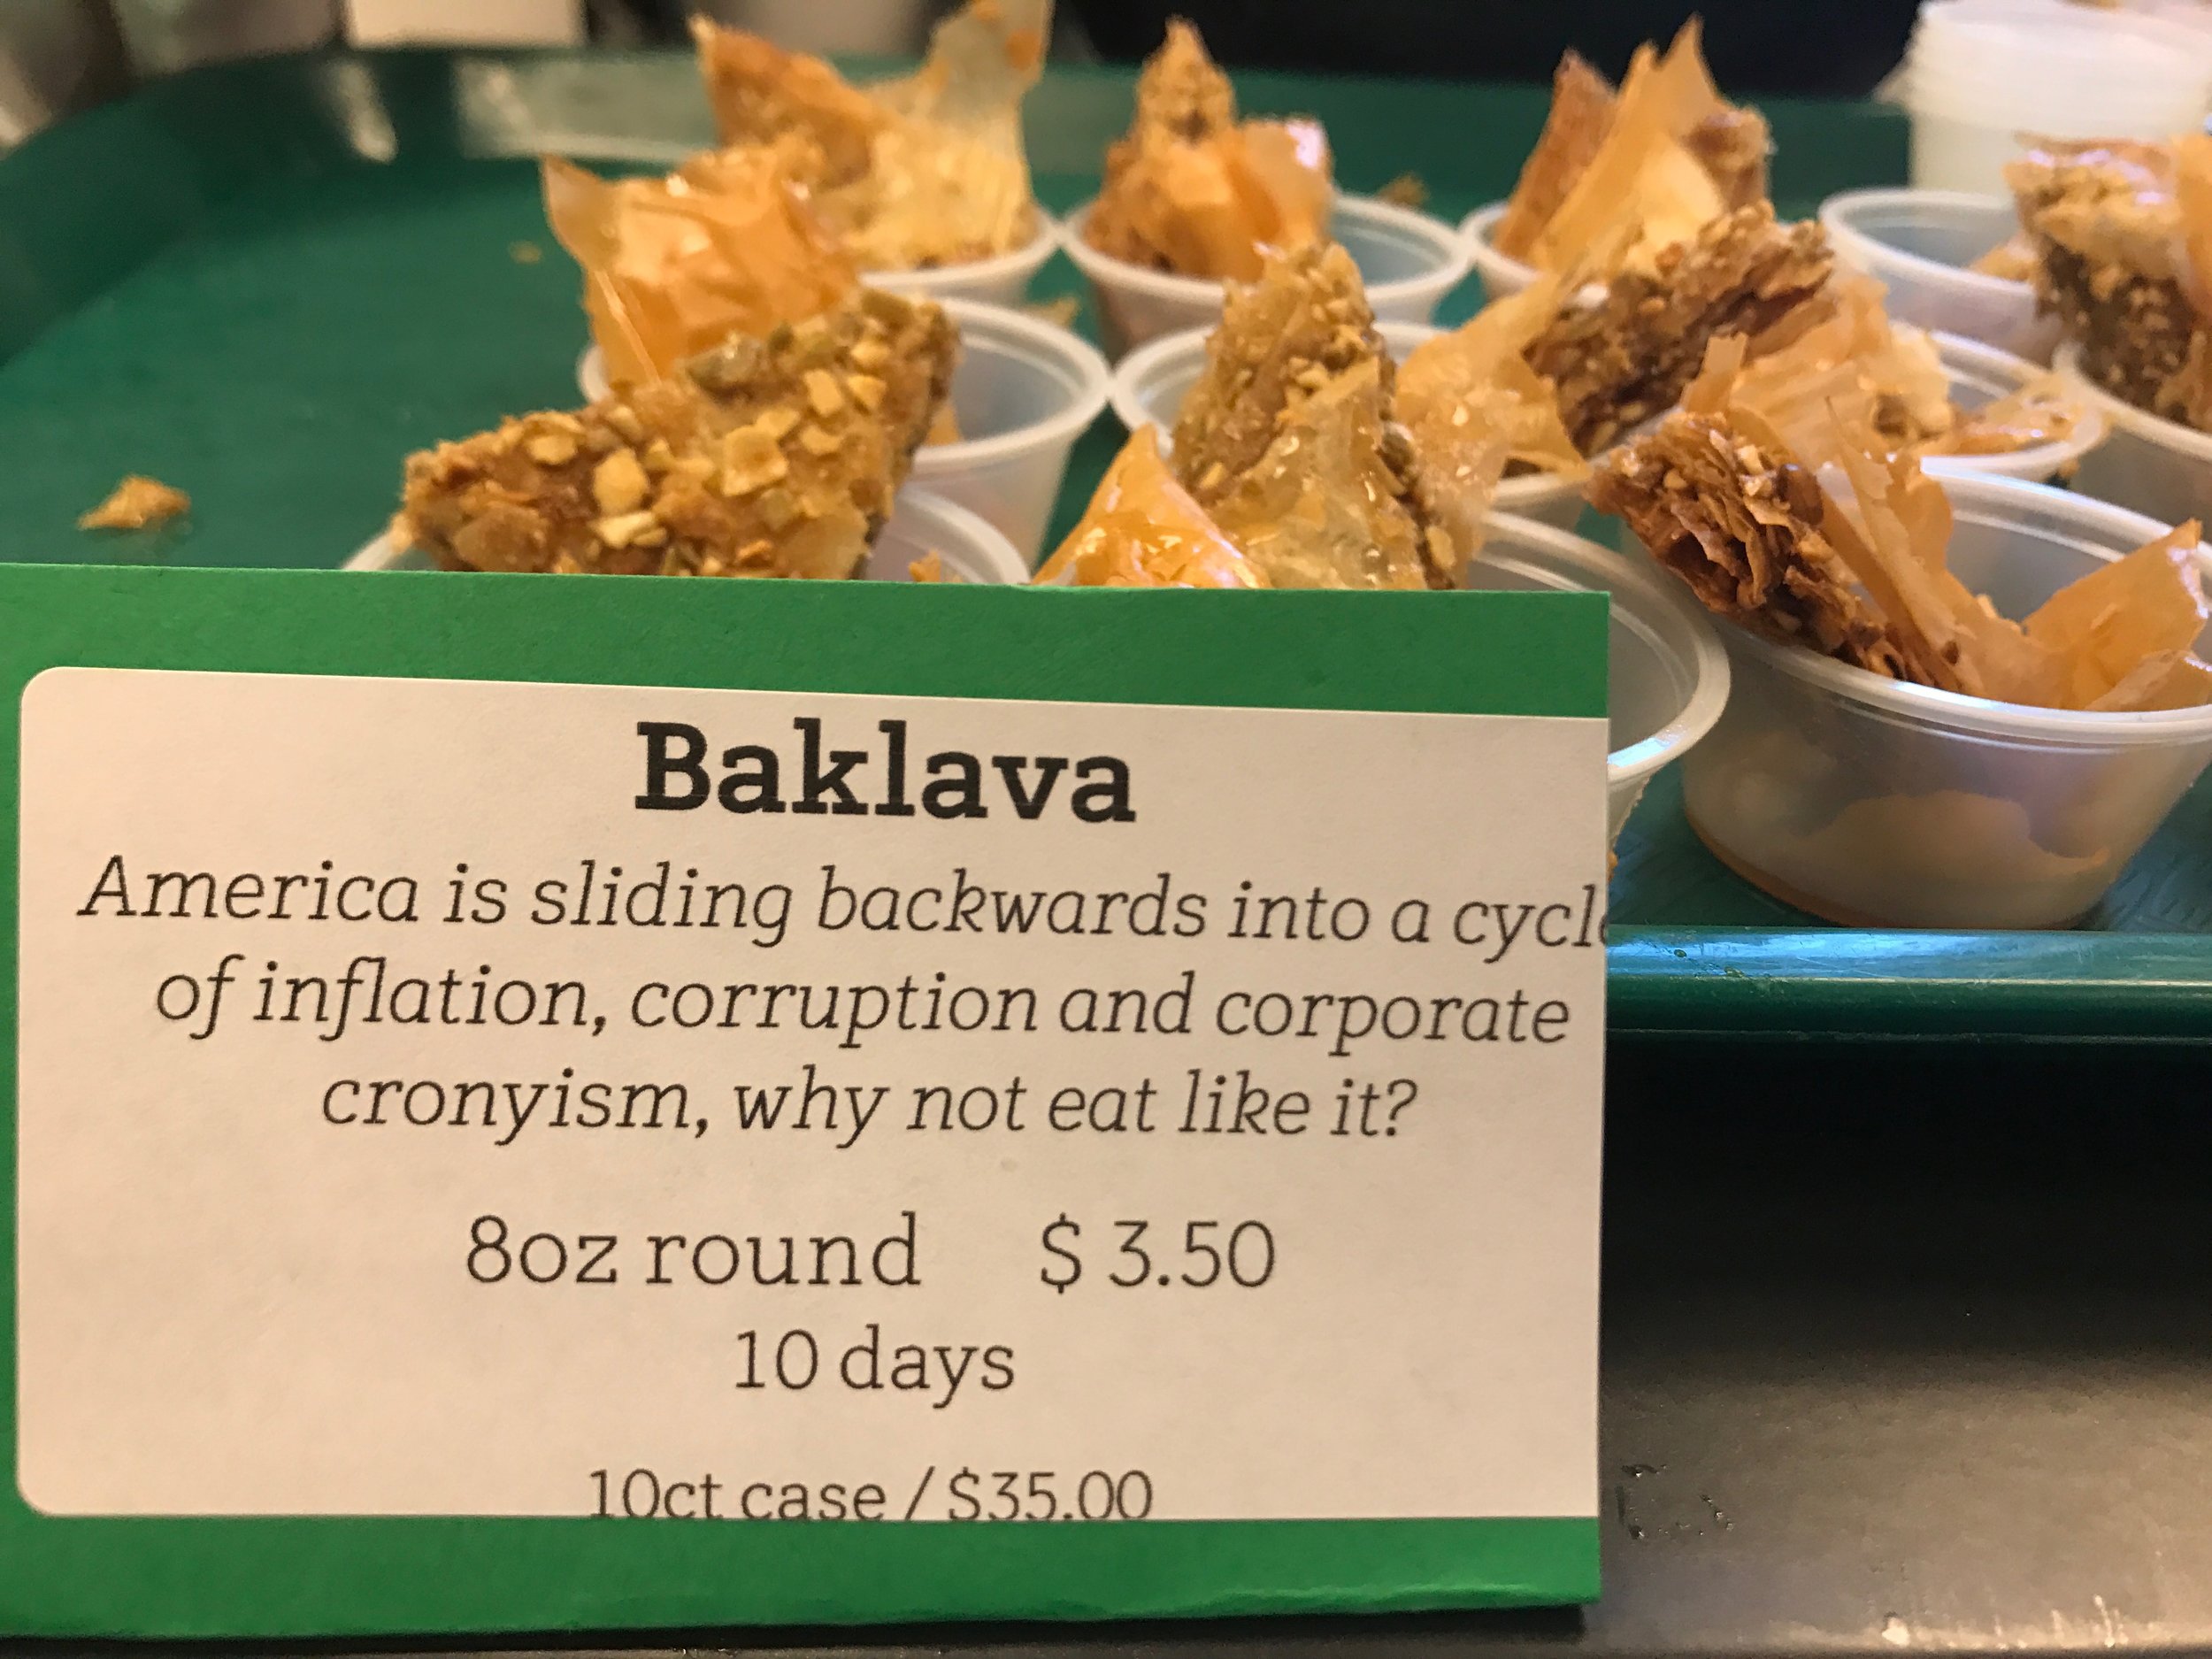 Baklava
America is sliding backwards into a cycle
of inflation, corruption and corporate
cronyism, why not eat like it?
8oz round $ 3.50
10 days
10ct case / $35.00